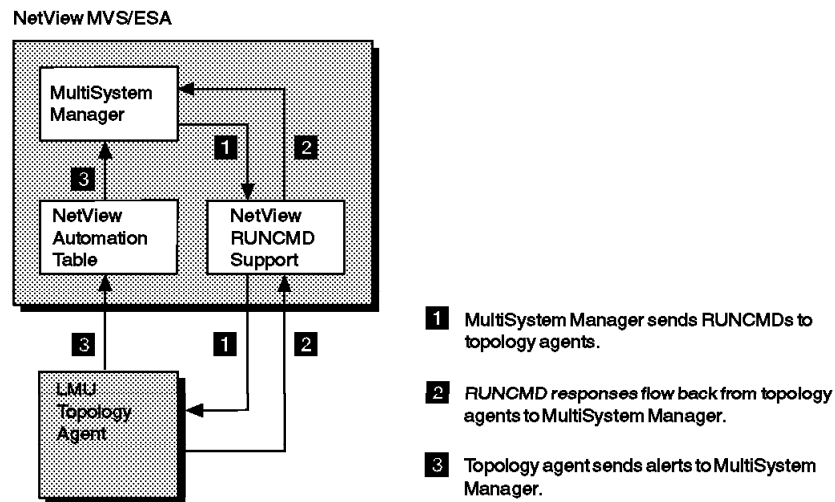 NetView MVS/ESA
MultiSystem
Manager
1
2
3
NetView
Automation
Table
NetView
RUNCMD
Support
3
1
2
LMU
Topology
Agent
1 MultiSystem Manager sends RUNCMDs to
topology agents.
2 RUNCMD responses flow back from topology
agents to MultiSystem Manager.
3 Topology agent sends alerts to MultiSystem
Manager.